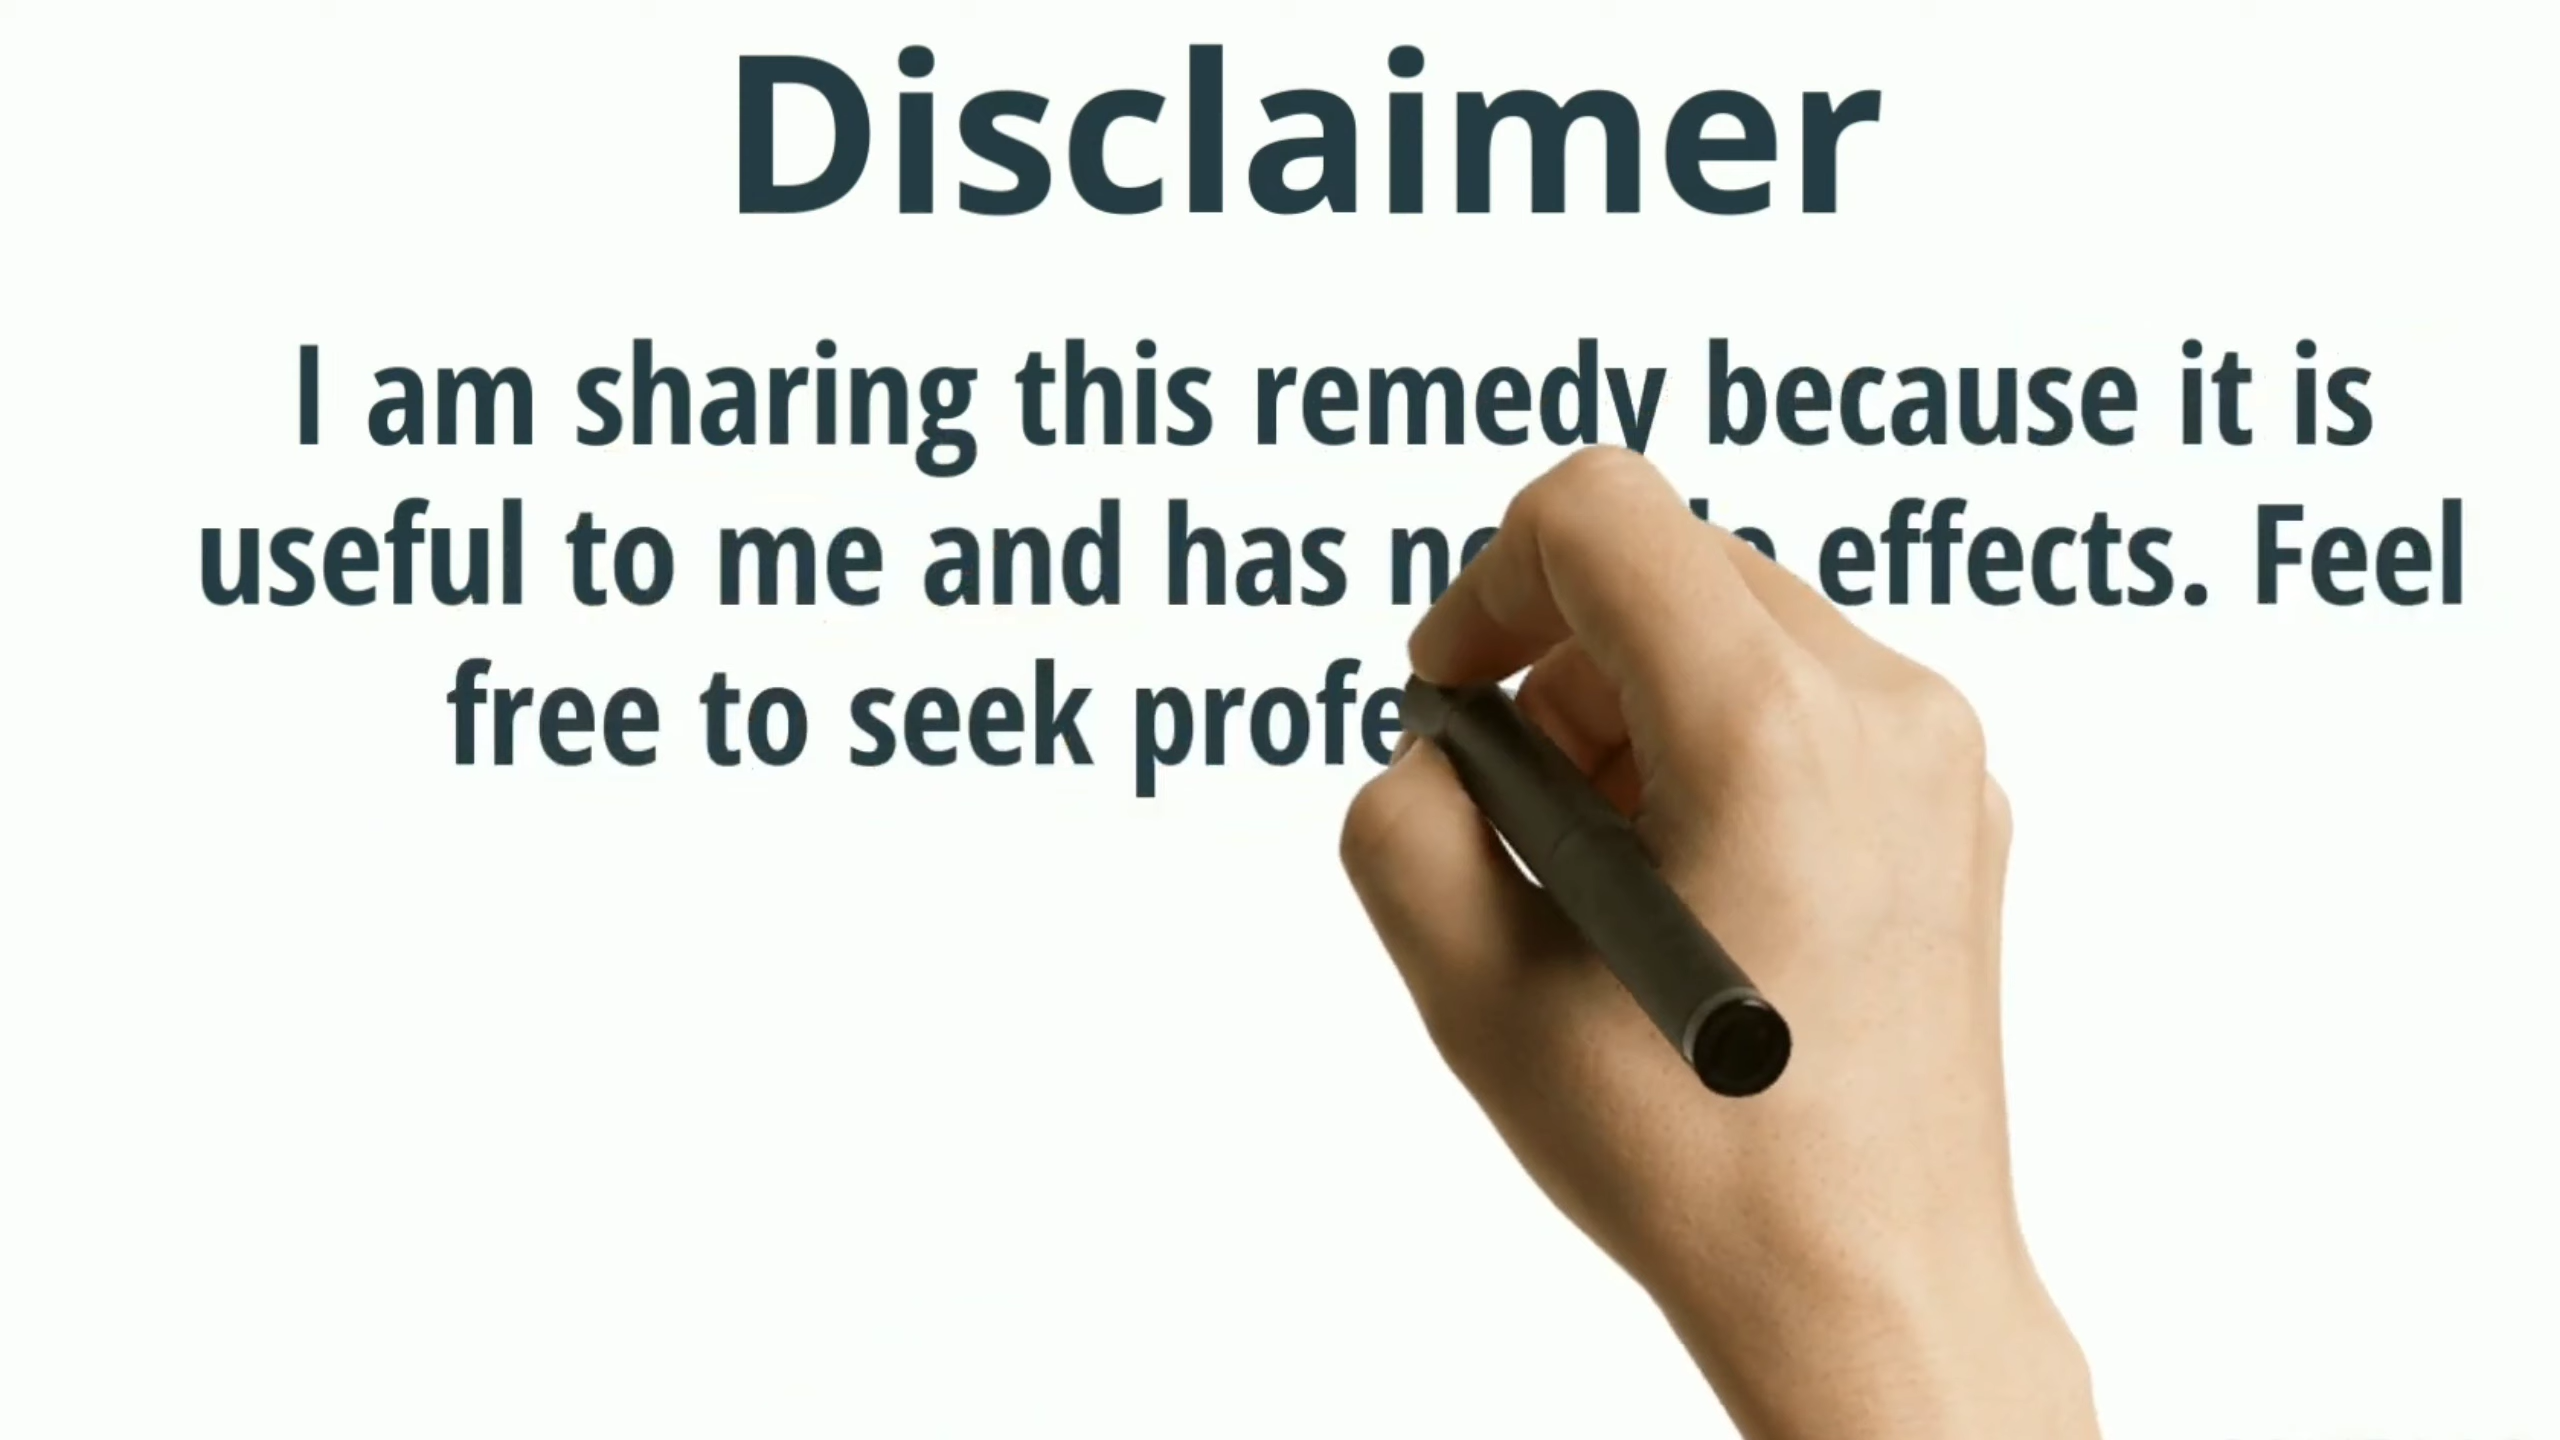 Disclaimer
I am sharing this remedy because it is
useful to me and has effects. Feel
free to seek